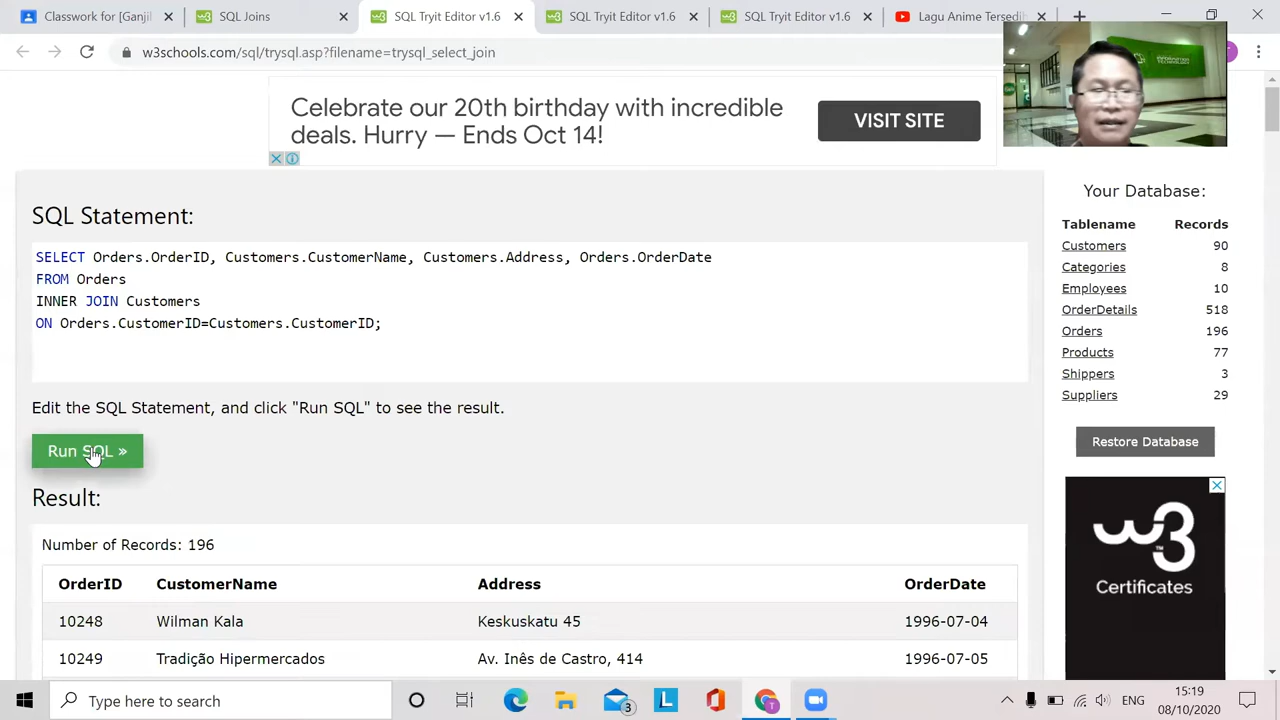 Classroom for [Ganjil
SQL Joins
SQL Tryit Editor v1.6
SQL Tryit Editor v1.6
SQL Tryit Editor v1.6
Lagu Anime Tersedi
w3schools.com/sql/trysql.asp?filename=trysql_select_join
Celebrate our 20th birthday with incredible
deals. Hurry — Ends Oct 14!
VISIT SITE
SQL Statement:
SELECT Orders.OrderID, Customers.CustomerName, Customers.Address, Orders.OrderDate
FROM Orders
INNER JOIN Customers
ON Orders.CustomerID=Customers.CustomerID;
Edit the SQL Statement, and click "Run SQL" to see the result.
Run SQL »
Result:
Number of Records: 196
OrderID CustomerName Address OrderDate
10248 Wilman Kala Keskuskatu 45 1996-07-04
10249 Tradição Hipermercados Av. Inês de Castro, 414 1996-07-05
Your Database:
Tablename Records
Customers 90
Categories 8
Employees 10
OrderDetails 518
Orders 196
Products 77
Shippers 3
Suppliers 29
Restore Database
w3
™
Certificates
Type here to search
3
L
T
ENG
15:19
08/10/2020